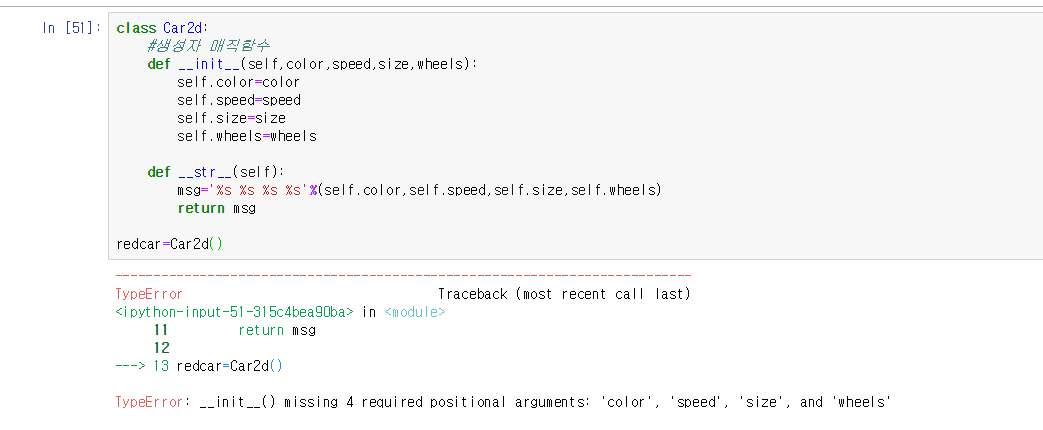 In [51]: class Car2d:
#생성자 매직함수
def __init__(self,color,speed,size,wheels):
self.color=color
self.speed=speed
self.size=size
self.wheels=wheels
def __str__(self):
msg='%s %s %s %s'%(self.color,self.speed,self.size,self.wheels)
return msg
redcar=Car2d()
---------------------------------------------------------------------------
TypeError Traceback (most recent call last)
<ipython-input-51-315c4bea90ba> in <module>
11 return msg
12
---> 13 redcar=Car2d()
TypeError: __init__() missing 4 required positional arguments: 'color', 'speed', 'size', and 'wheels'